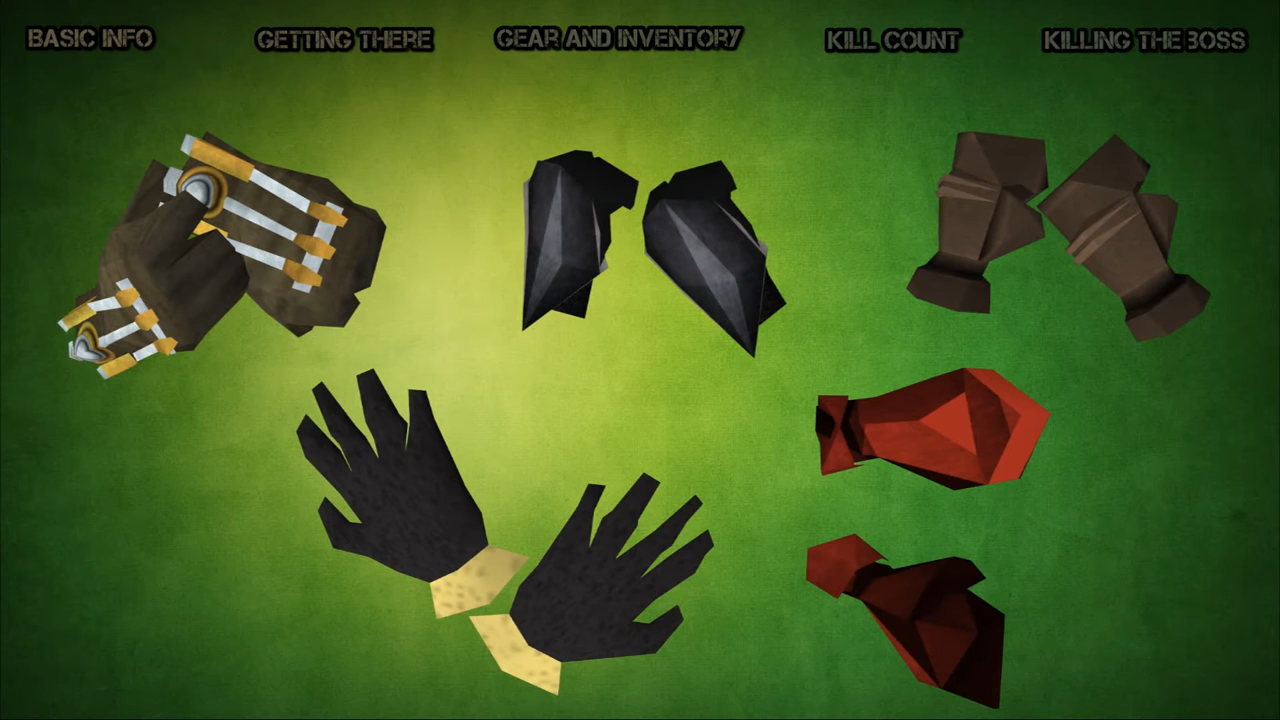 BASIC INFO
GETTING THERE
GEAR AND INVENTORY
KILL COUNT
KILLING THE BOSS